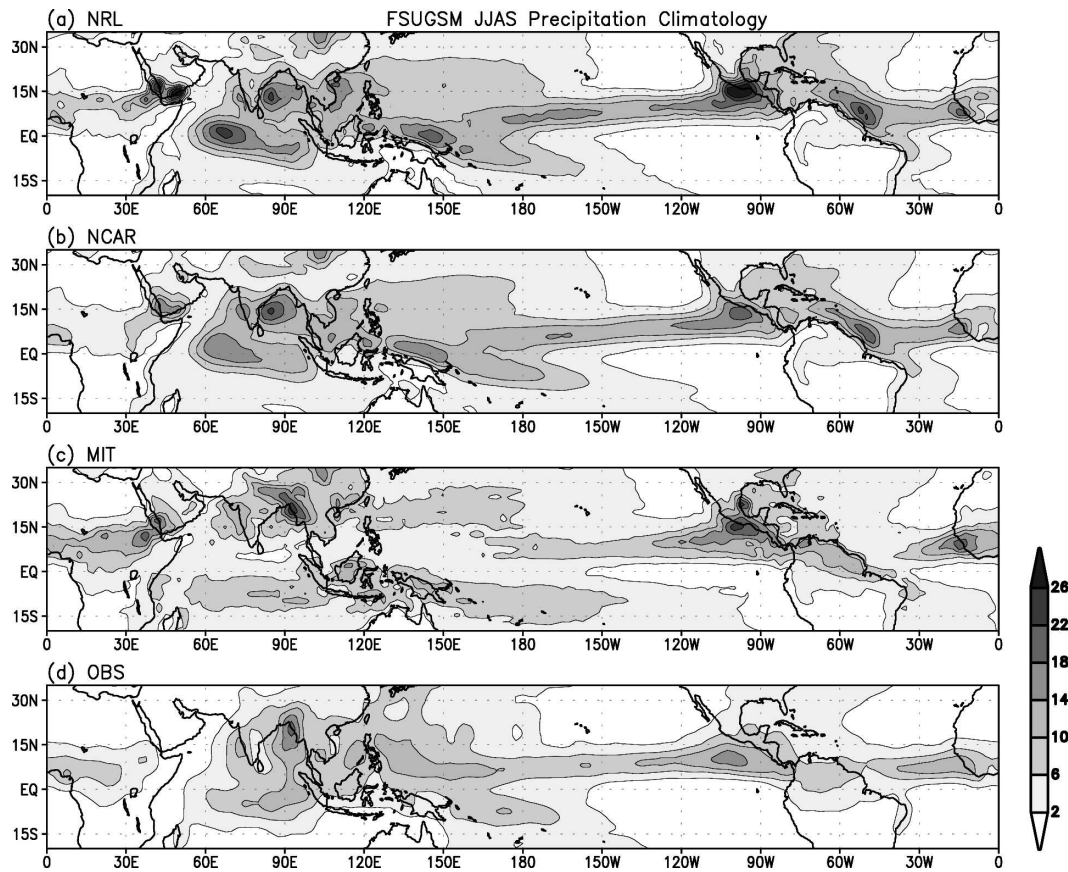 (a) NRL FSUGSM JJAS Precipitation Climatology
30N
15N
EQ
15S
0 30E 60E 90E 120E 150E 180 150W 120W 90W 60W 30W 0
(b) NCAR
30N
15N
EQ
15S
0 30E 60E 90E 120E 150E 180 150W 120W 90W 60W 30W 0
(c) MIT
30N
15N
EQ
15S
0 30E 60E 90E 120E 150E 180 150W 120W 90W 60W 30W 0
(d) OBS
30N
15N
EQ
15S
0 30E 60E 90E 120E 150E 180 150W 120W 90W 60W 30W 0
26
22
18
14
10
6
2